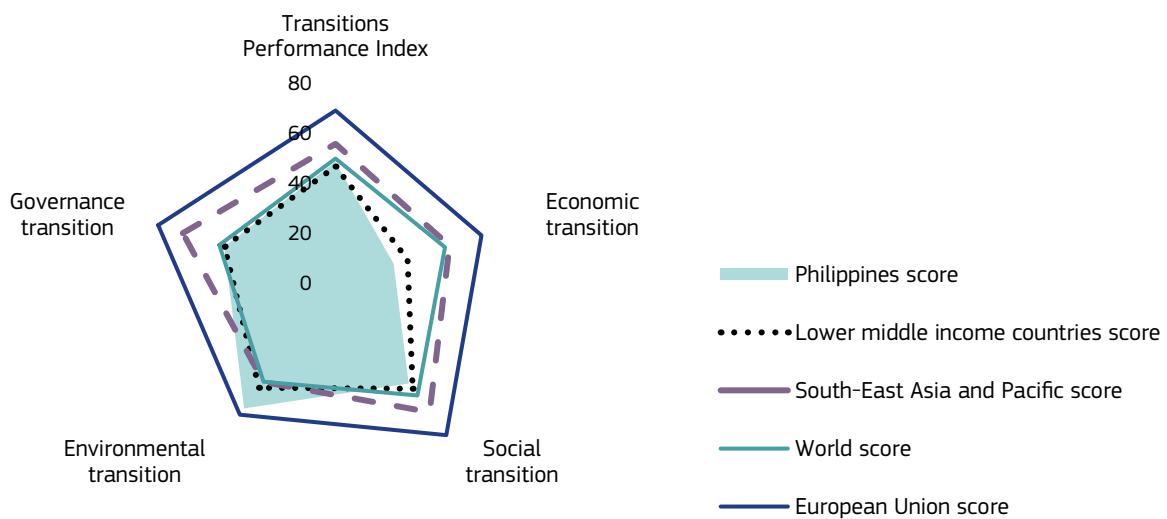 Transitions
Performance Index
80
60
40
20
0
Governance
transition
Economic
transition
Environmental
transition
Social
transition
Philippines score
Lower middle income countries score
South-East Asia and Pacific score
World score
European Union score